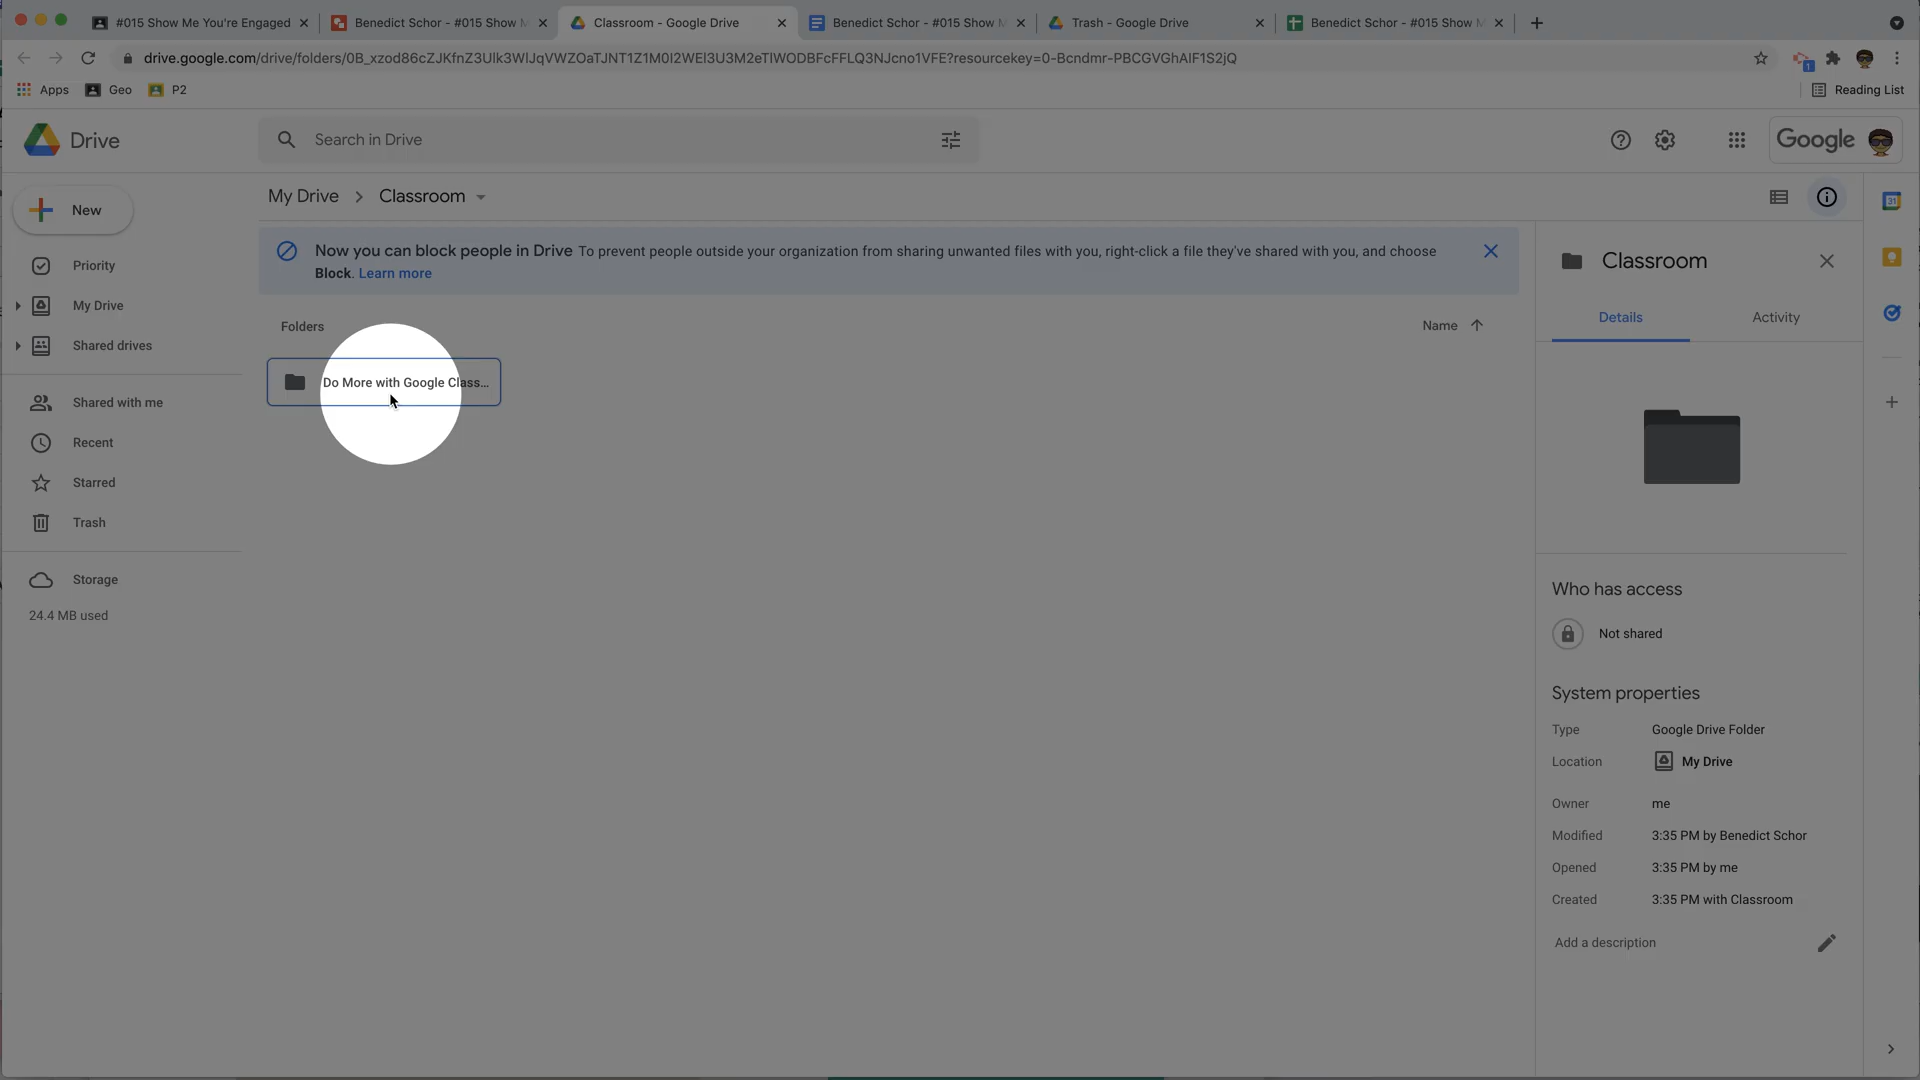 #015 Show Me You're Engaged
Benedict Schor - #015 Show M
Classroom - Google Drive
Benedict Schor - #015 Show M
Trash - Google Drive
Benedict Schor - #015 Show M
drive.google.com/drive/folders/0B_xzod86cZJKfnZ3Ulk3WlJqVWZOaTJNT1Z1M0I2WEl3U3M2eTlWODBFcFFLQ3NJcno1VFE?resourcekey=0-Bcndmr-PBCGVGhAIF1S2jQ
1
Apps
Geo
P2
Reading List
Drive
Search in Drive
Google
New
My Drive > Classroom
31
Now you can block people in Drive To prevent people outside your organization from sharing unwanted files with you, right-click a file they've shared with you, and choose
Block. Learn more
Priority
My Drive
Shared drives
Shared with me
Recent
Starred
Trash
Storage
24.4 MB used
Folders
Name
Do More with Google Class...
Classroom
Details
Activity
Who has access
Not shared
System properties
Type Google Drive Folder
Location My Drive
Owner me
Modified 3:35 PM by Benedict Schor
Opened 3:35 PM by me
Created 3:35 PM with Classroom
Add a description